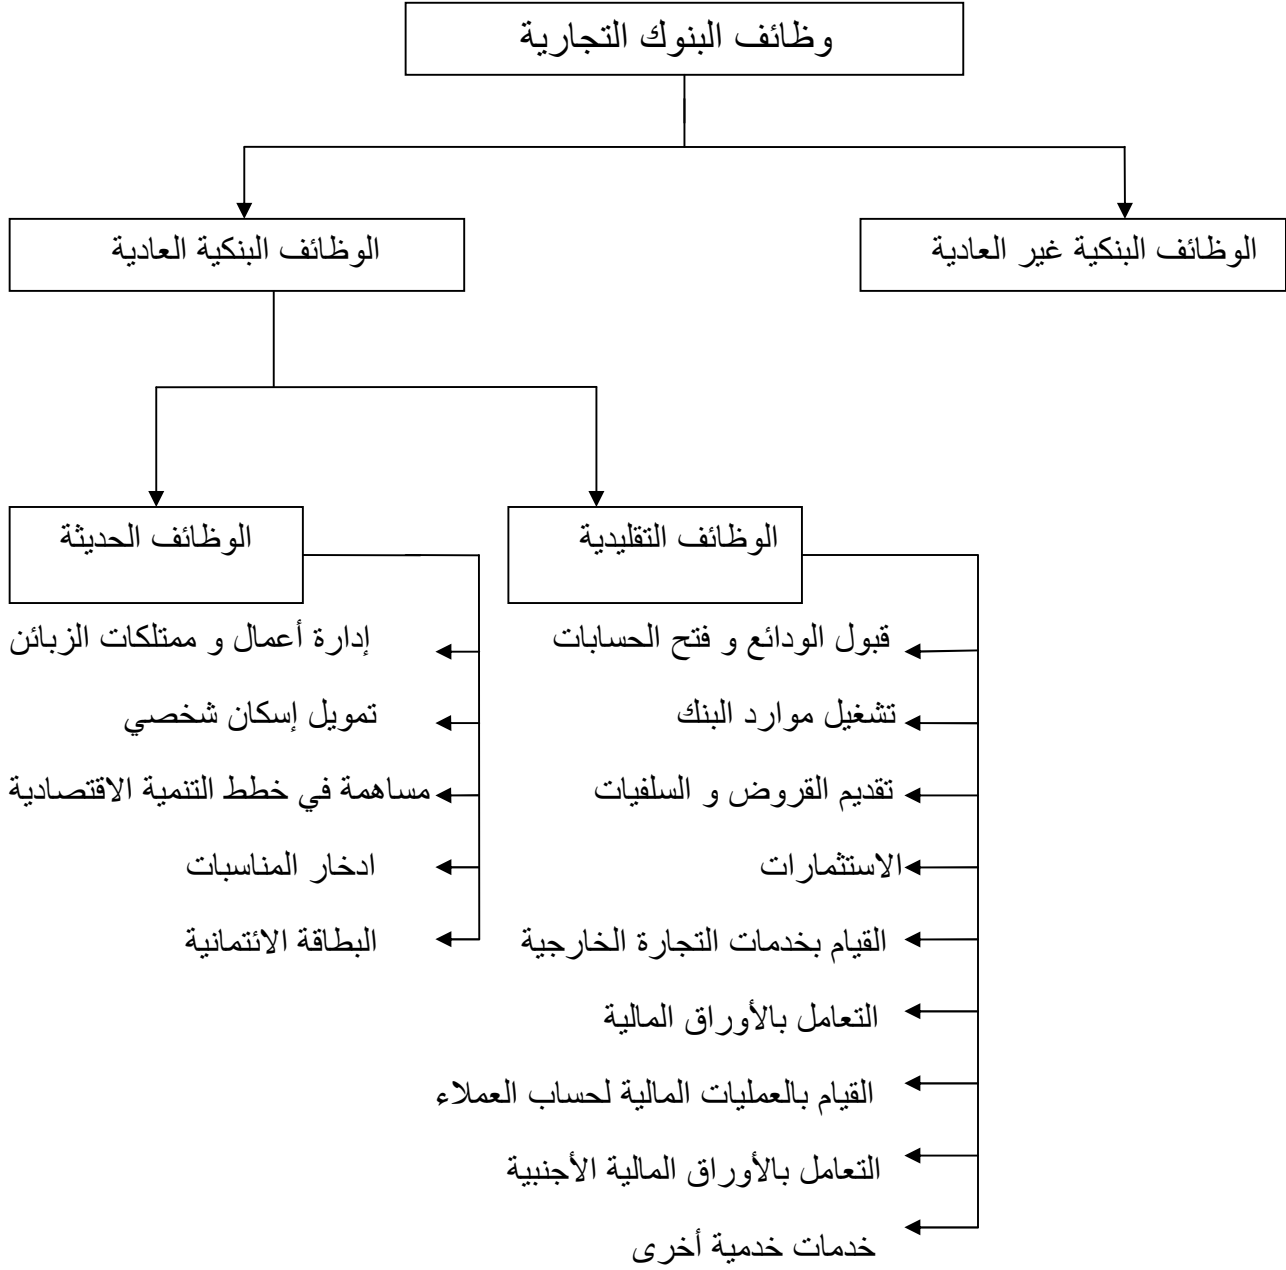 وظائف البنوك التجارية
الوظائف البنكية غير العادية
الوظائف البنكية العادية
الوظائف التقليدية
قبول الودائع و فتح الحسابات
تشغيل موارد البنك
تقديم القروض و السلفيات
الاستثمارات
القيام بخدمات التجارة الخارجية
التعامل بالأوراق المالية
القيام بالعمليات المالية لحساب العملاء
التعامل بالأوراق المالية الأجنبية
خدمات خدمية أخرى
الوظائف الحديثة
إدارة أعمال و ممتلكات الزبائن
تمويل إسكان شخصي
مساهمة في خطط التنمية الاقتصادية
ادخار المناسبات
البطاقة الائتمانية